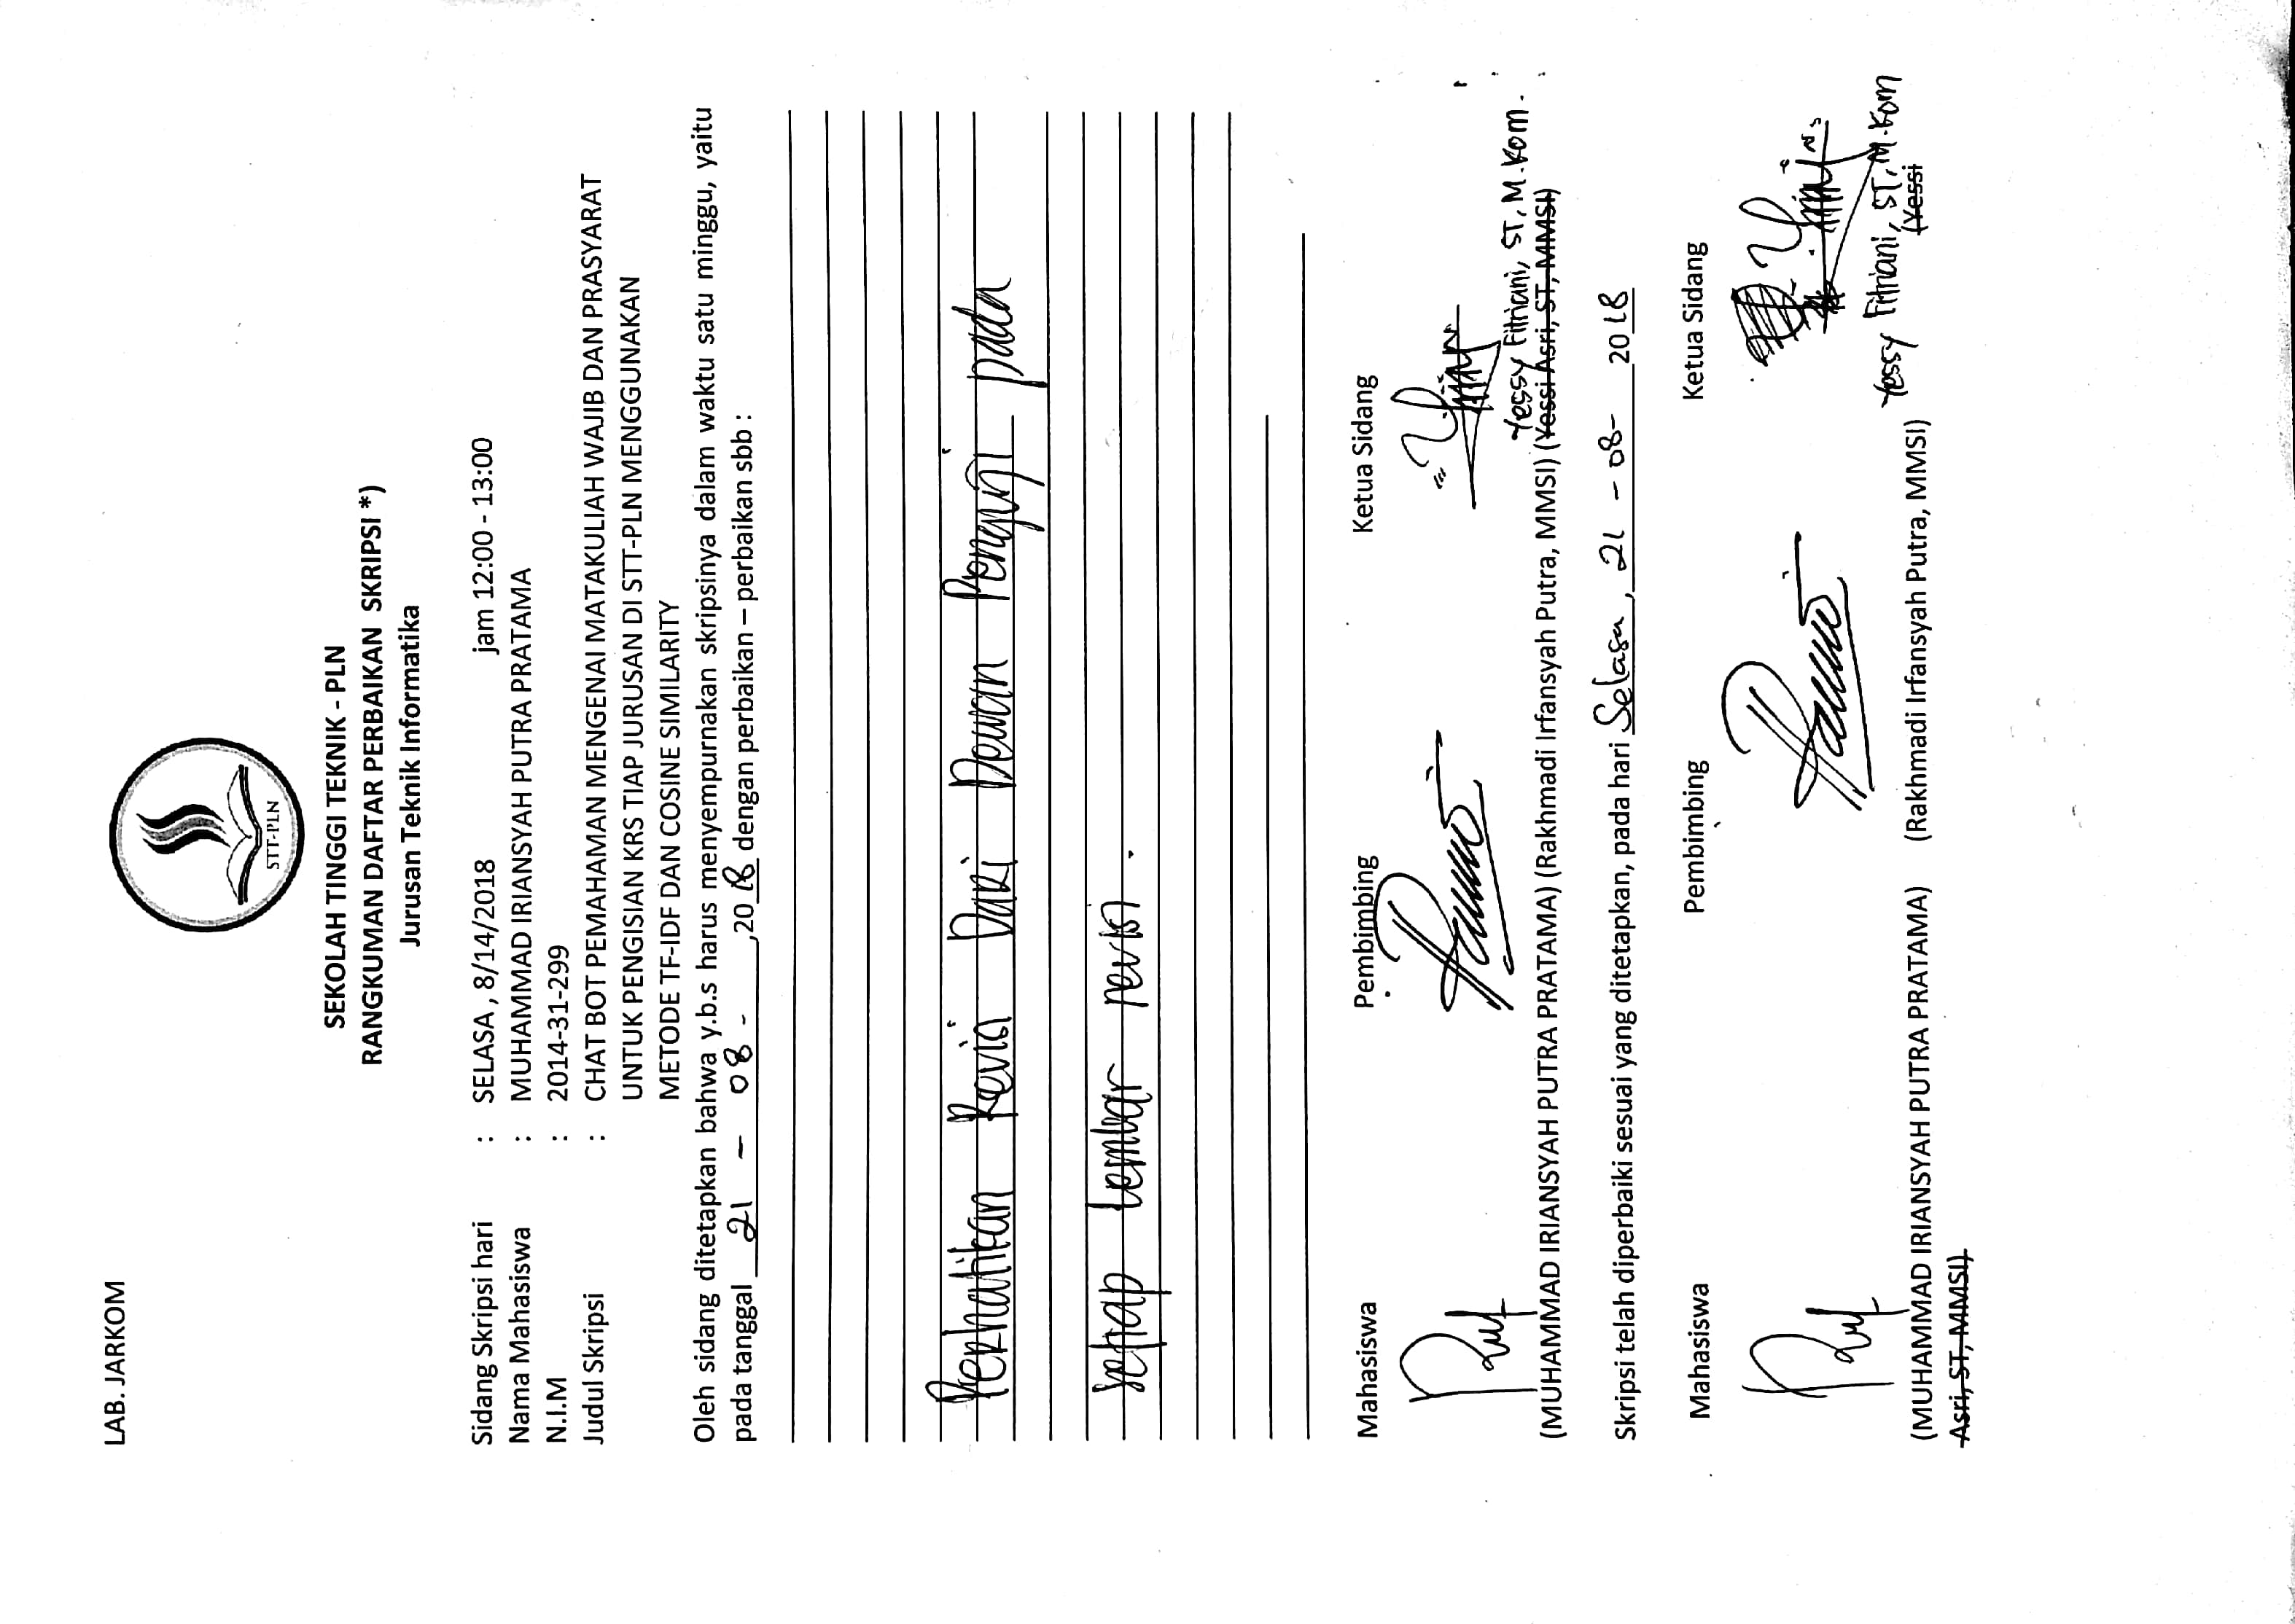 LAB. JARKOM
STT-PLN
SEKOLAH TINGGI TEKNIK - PLN
RANGKUMAN DAFTAR PERBAIKAN SKRIPSI *)
Jurusan Teknik Informatika
Sidang Skripsi hari : SELASA , 8/14/2018 jam 12:00 - 13:00
Nama Mahasiswa : MUHAMMAD IRIANSYAH PUTRA PRATAMA
N.I.M : 2014-31-299
Judul Skripsi : CHAT BOT PEMAHAMAN MENGENAI MATAKULIAH WAJIB DAN PRASYARAT
UNTUK PENGISIAN KRS TIAP JURUSAN DI STT-PLN MENGGUNAKAN
METODE TF-IDF DAN COSINE SIMILARITY
Oleh sidang ditetapkan bahwa y.b.s harus menyempurnakan skripsinya dalam waktu satu minggu, yaitu
pada tanggal 21 - 08 - ,20 18 dengan perbaikan – perbaikan sbb :
Perhatikan Revisi Dari Dewan Penguji pada
setiap lembar revisi .
Mahasiswa Pembimbing Ketua Sidang
Yessy Fitriani, ST, M.Kom.
(MUHAMMAD IRIANSYAH PUTRA PRATAMA) (Rakhmadi Irfansyah Putra, MMSI) (Yessi Asri, ST, MMSI)
Skripsi telah diperbaiki sesuai yang ditetapkan, pada hari Selasa , 21 - 08 - 20 18
Mahasiswa Pembimbing Ketua Sidang
Yessy Fitriani, ST, M.Kom
(MUHAMMAD IRIANSYAH PUTRA PRATAMA) (Rakhmadi Irfansyah Putra, MMSI) (Yessi
Asri, ST, MMSI)